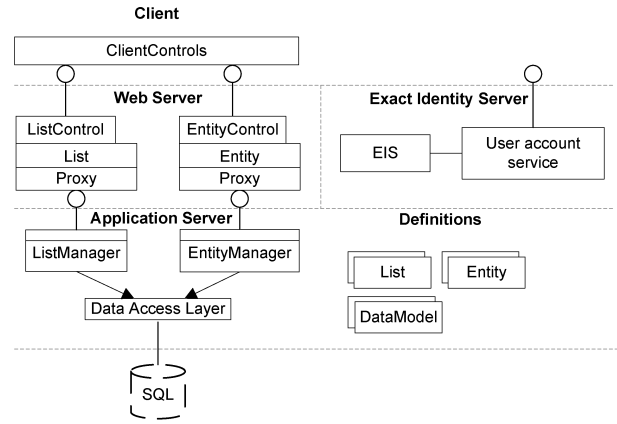 Client
ClientControls
Web Server
Exact Identity Server
ListControl
EntityControl
List
Entity
Proxy
Proxy
EIS
User account
service
Application Server
Definitions
ListManager
EntityManager
List
Entity
Data Access Layer
DataModel
SQL